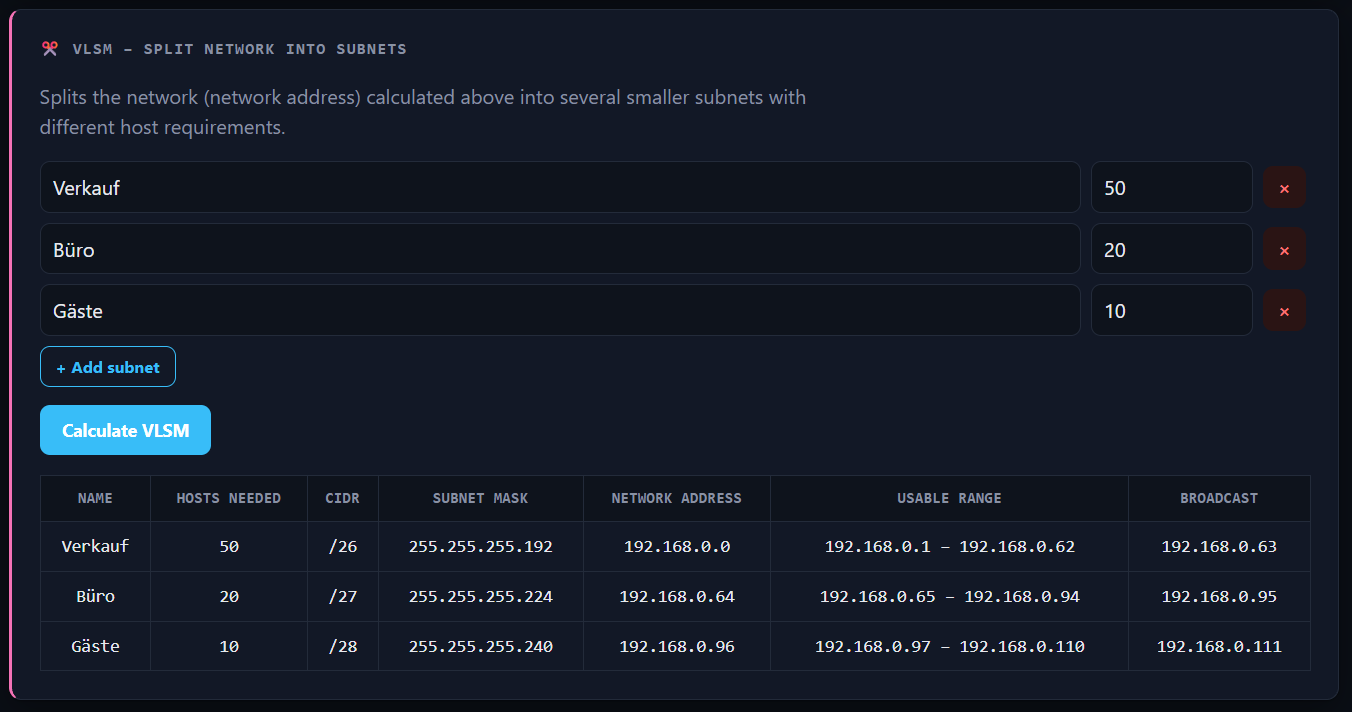 VLSM – SPLIT NETWORK INTO SUBNETS
Splits the network (network address) calculated above into several smaller subnets with
different host requirements.
Verkauf 50 ×
Büro 20 ×
Gäste 10 ×
+ Add subnet
Calculate VLSM
NAME HOSTS NEEDED CIDR SUBNET MASK NETWORK ADDRESS USABLE RANGE BROADCAST
Verkauf 50 /26 255.255.255.192 192.168.0.0 192.168.0.1 – 192.168.0.62 192.168.0.63
Büro 20 /27 255.255.255.224 192.168.0.64 192.168.0.65 – 192.168.0.94 192.168.0.95
Gäste 10 /28 255.255.255.240 192.168.0.96 192.168.0.97 – 192.168.0.110 192.168.0.111